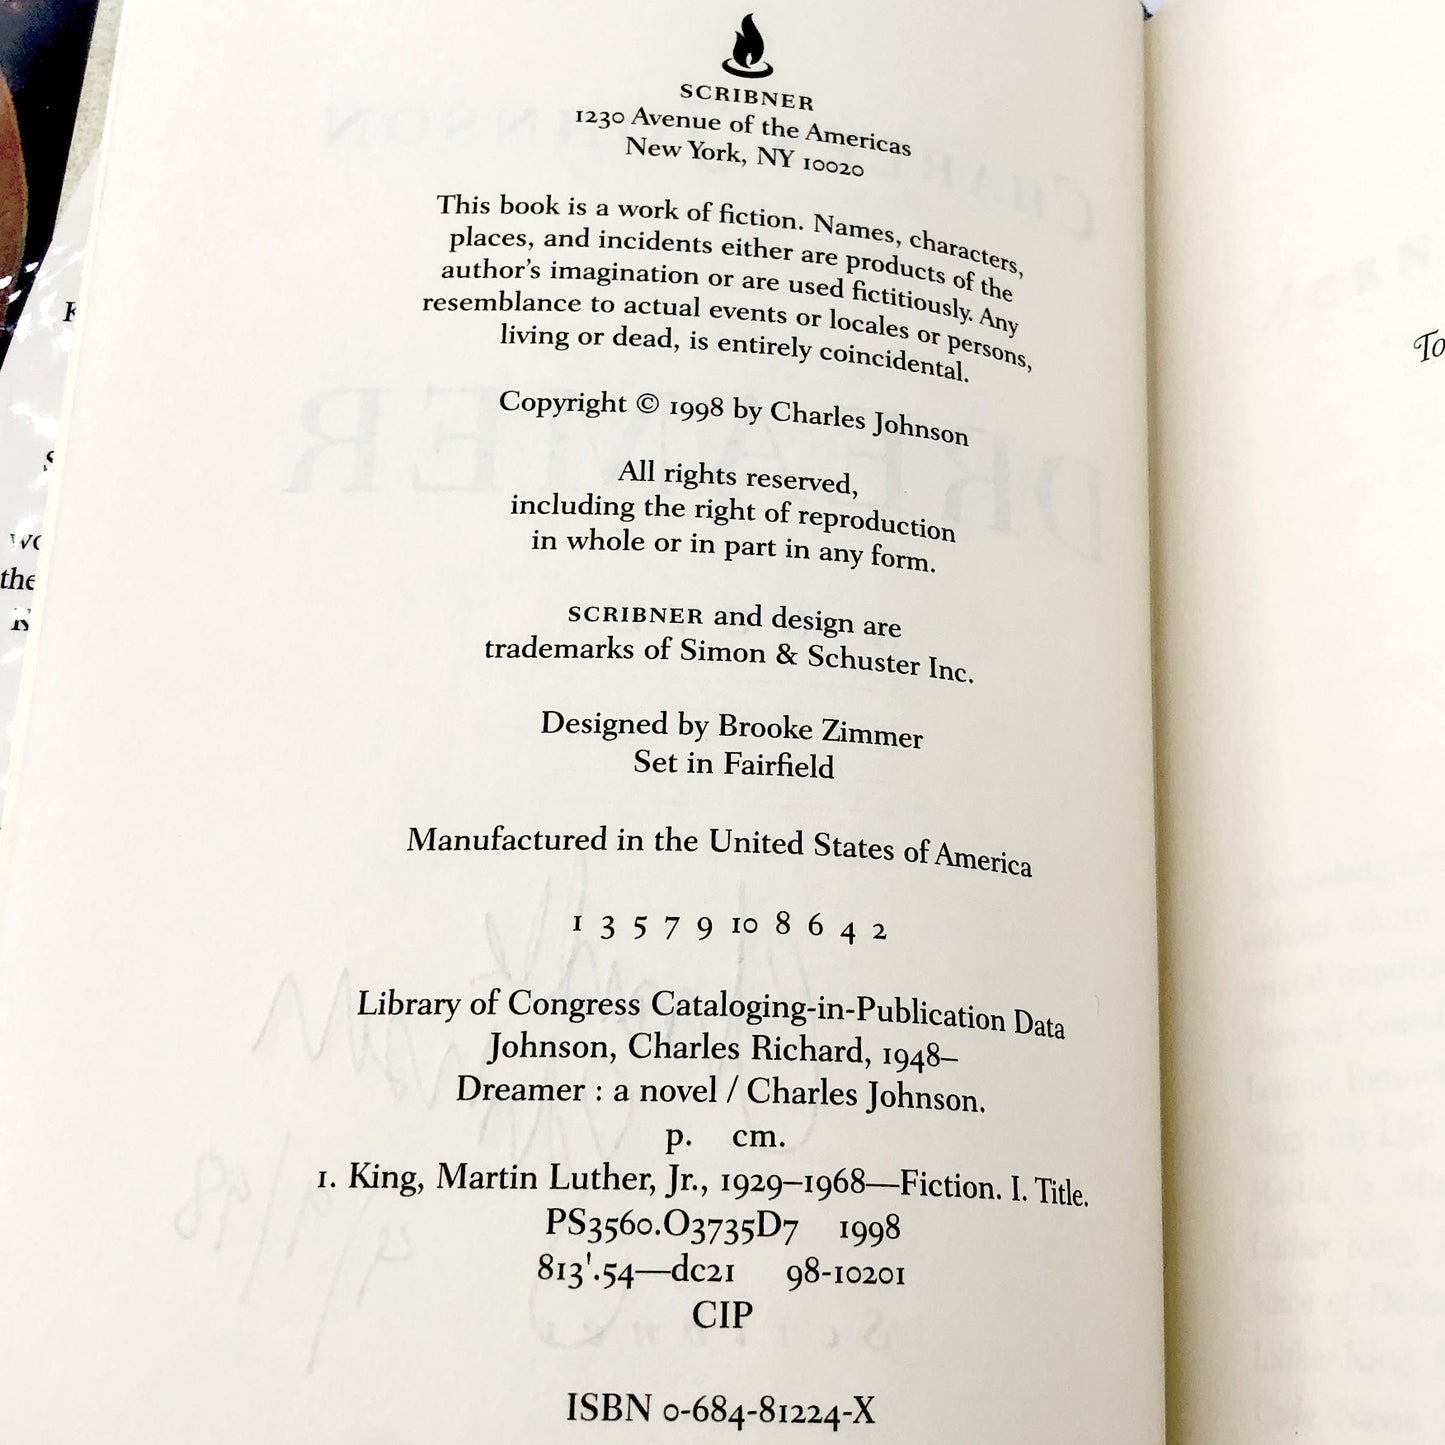 SCRIBNER
1230 Avenue of the Americas
New York, NY 10020
This book is a work of fiction. Names, characters,
places, and incidents either are products of the
author's imagination or are used fictitiously. Any
resemblance to actual events or locales or persons,
living or dead, is entirely coincidental.
Copyright © 1998 by Charles Johnson
All rights reserved,
including the right of reproduction
in whole or in part in any form.
SCRIBNER and design are
trademarks of Simon & Schuster Inc.
Designed by Brooke Zimmer
Set in Fairfield
Manufactured in the United States of America
1 3 5 7 9 10 8 6 4 2
Library of Congress Cataloging-in-Publication Data
Johnson, Charles Richard, 1948–
Dreamer : a novel / Charles Johnson.
p. cm.
1. King, Martin Luther, Jr., 1929–1968—Fiction. I. Title.
PS3560.O3735D7 1998
813'.54—dc21 98-10201
CIP
ISBN 0-684-81224-X
To
the